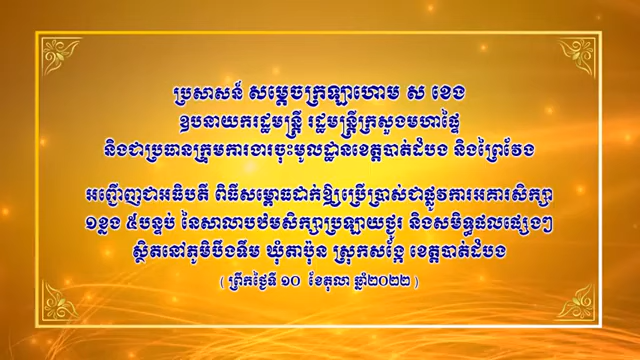 ប្រសាសន៍ សម្តេចក្រឡាហោម ស ខេង
ឧបនាយករដ្ឋមន្ត្រី រដ្ឋមន្ត្រីក្រសួងមហាផ្ទៃ
និងជាប្រធានក្រុមការងារចុះមូលដ្ឋានខេត្តបាត់ដំបង និងព្រៃវែង
អញ្ជើញជាអធិបតី ពិធីសម្ពោធដាក់ឱ្យប្រើប្រាស់ជាផ្លូវការអគារសិក្សា
១ខ្នង ៥បន្ទប់ នៃសាលាបឋមសិក្សាប្រឡាយថ្មរ និងសមិទ្ធផលផ្សេងៗ
ស្ថិតនៅភូមិបឹងទឹម ឃុំតាប៉ុន ស្រុកសង្កែ ខេត្តបាត់ដំបង
( ព្រឹកថ្ងៃទី ១០ ខែតុលា ឆ្នាំ២០២២ )